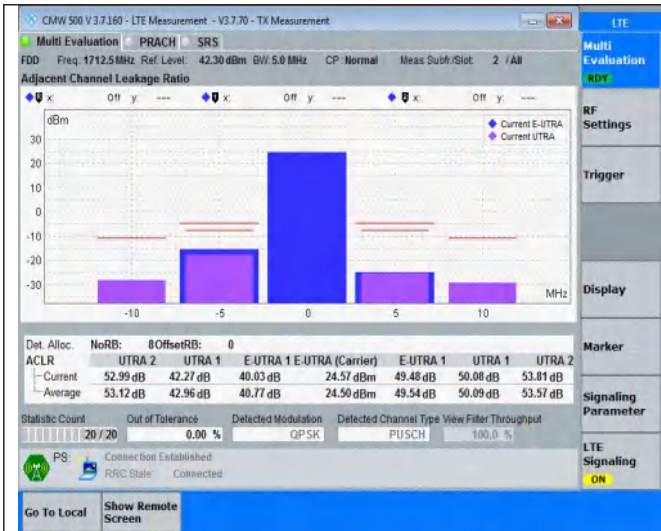 CMW 500 V 3.7.160 - LTE Measurement - V3.7.70 - TX Measurement
LTE
Multi Evaluation PRACH SRS
Multi
Evaluation
RDY
FDD Freq: 1712.5 MHz Ref. Level: 42.30 dBm BW: 5.0 MHz CP: Normal Meas Subfr./Slot: 2 / All
Adjacent Channel Leakage Ratio
x: Off y: --- x: Off y: --- x: Off y: ---
dBm
Current E-UTRA
Current UTRA
RF
Settings
30
20
10
0
-10
-20
-30
Trigger
MHz
-10 -5 0 5 10
Display
Det. Alloc. NoRB: 8 OffsetRB: 0
ACLR UTRA 2 UTRA 1 E-UTRA 1 E-UTRA (Carrier) E-UTRA 1 UTRA 1 UTRA 2
Current 52.99 dB 42.27 dB 40.03 dB 24.57 dBm 49.48 dB 50.08 dB 53.81 dB
Average 53.12 dB 42.96 dB 40.77 dB 24.50 dBm 49.54 dB 50.09 dB 53.57 dB
Marker
Signaling
Parameter
Statistic Count Out of Tolerance Detected Modulation Detected Channel Type View Filter Throughput
20 / 20 0.00 % QPSK PUSCH 100.0 %
PS: Connection Established
RRC State: Connected
LTE
Signaling
ON
Go To Local
Show Remote
Screen